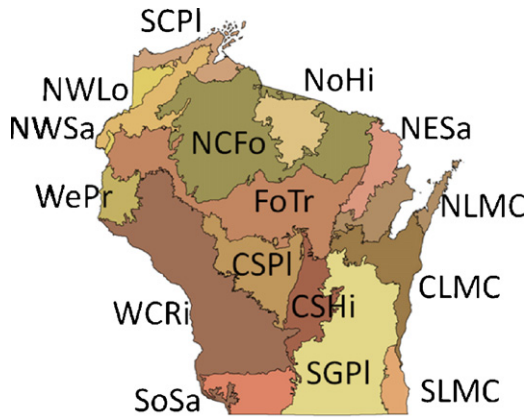 SCPl
NWLo
NoHi
NWSa
NESa
NCFo
WePr
FoTr
NLMC
CSPl
CLMC
WCRi
CSHi
SGPl
SoSa
SLMC